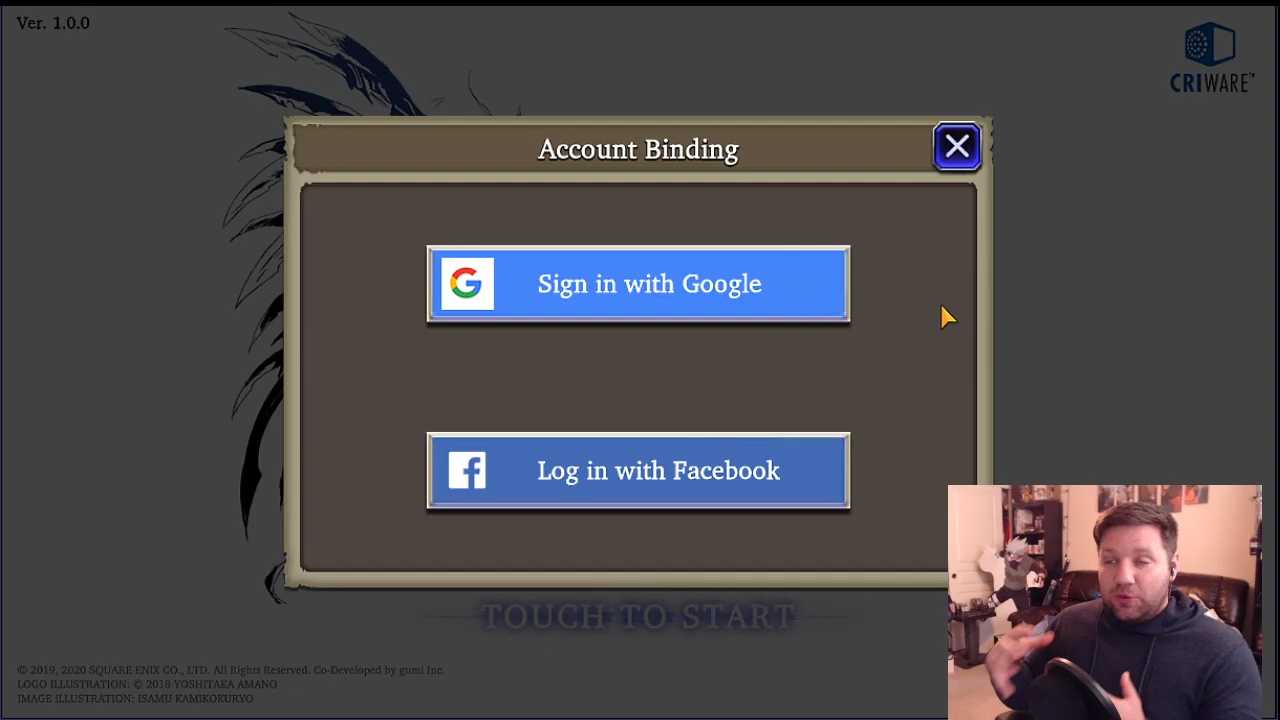 Ver. 1.0.0
CRIWARE™
Account Binding
Sign in with Google
Log in with Facebook
TOUCH TO START
© 2019, 2020 SQUARE ENIX CO., LTD. All Rights Reserved. Co-Developed by gumi Inc.
LOGO ILLUSTRATION: © 2018 YOSHITAKA AMANO
IMAGE ILLUSTRATION: ISAMU KAMIKOKURYO